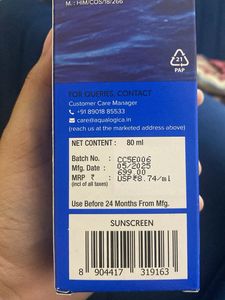 M. : HIM/COS/18/266
21
PAP
FOR QUERIES, CONTACT
Customer Care Manager
+91 89018 85533
care@aqualogica.in
(reach us at the marketed address above)
NET CONTENT : 80 ml
Batch No. : CC5E006
Mfg. Date : 05/2025
MRP ₹ : 699.00
(incl of all taxes) USP₹8.74/ml
Use Before 24 Months From Mfg.
SUNSCREEN
8 904417 319163